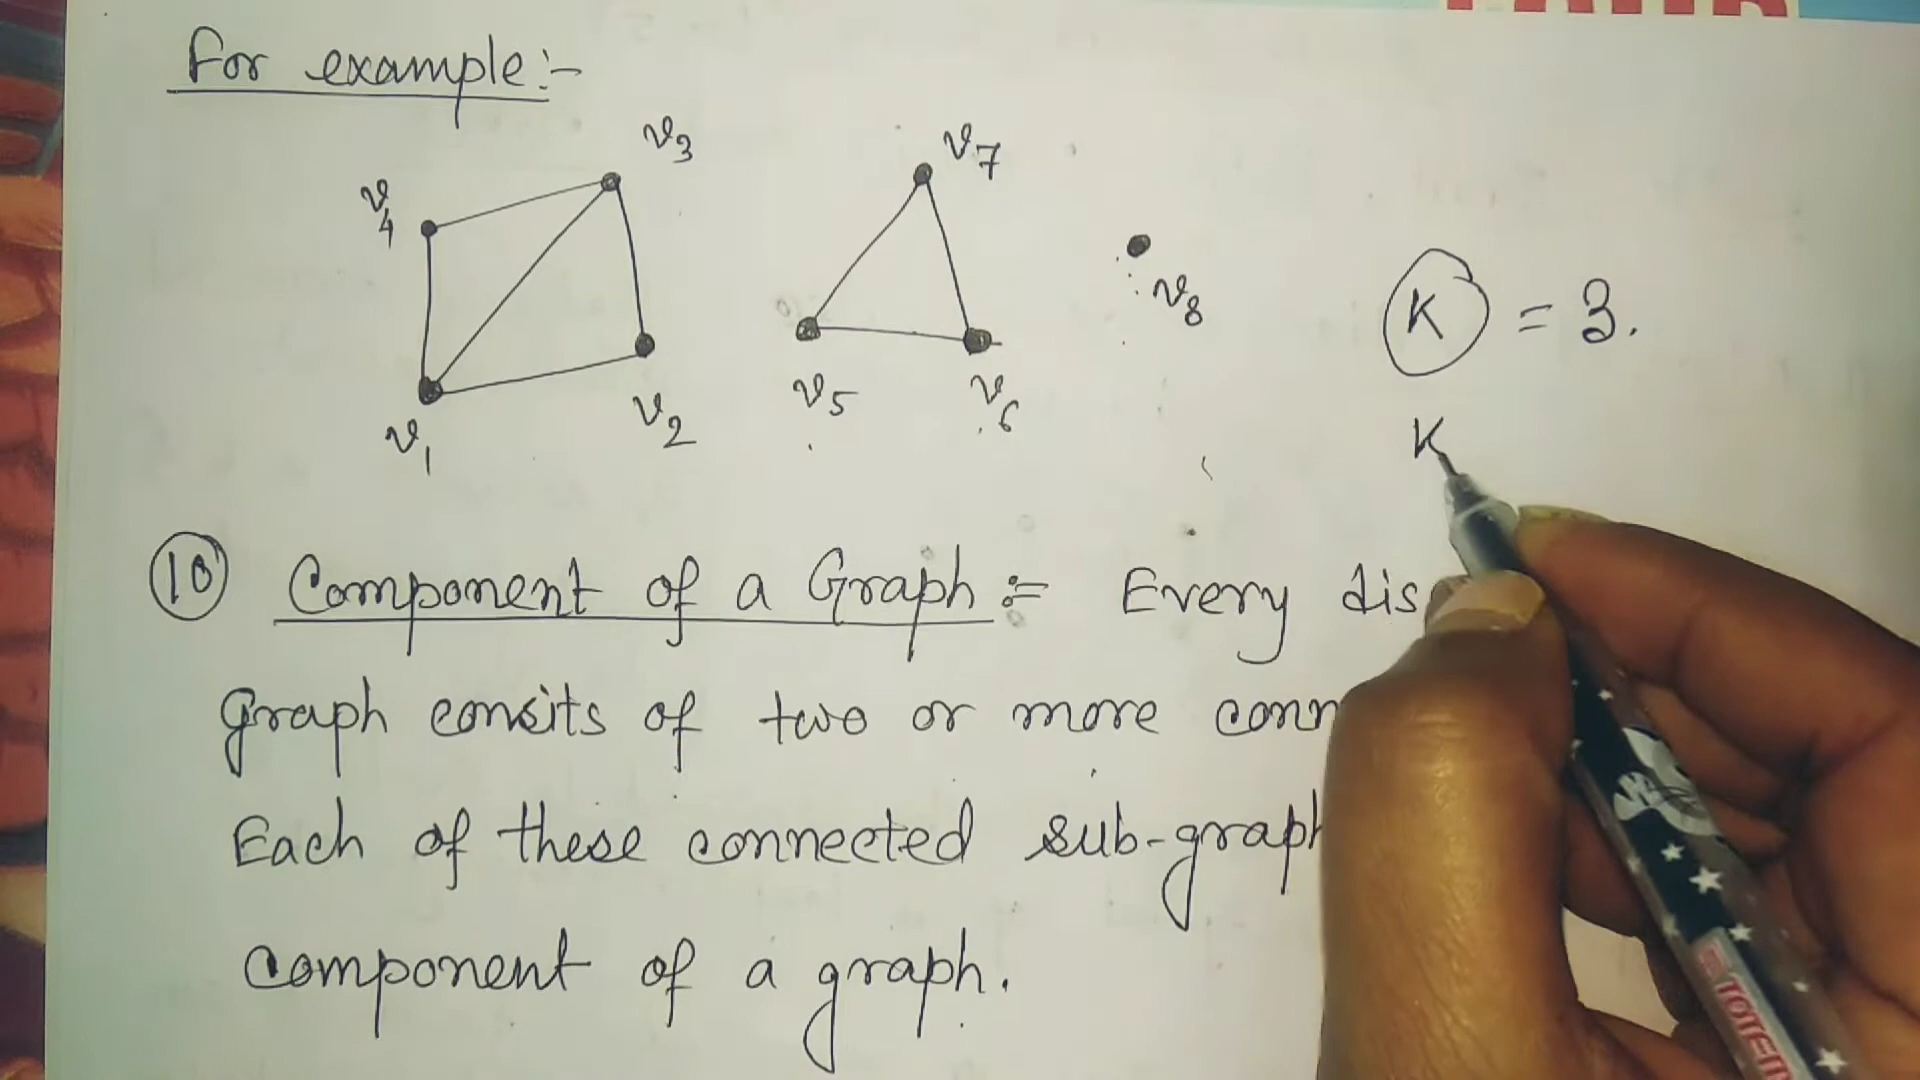 For example:-
v3
v7
v4
v8
K = 3.
v5
v6
v2
v1
K
10 Component of a Graph := Every dis
graph consits of two or more conn
Each of these connected sub-graph
component of a graph.
TOTEM